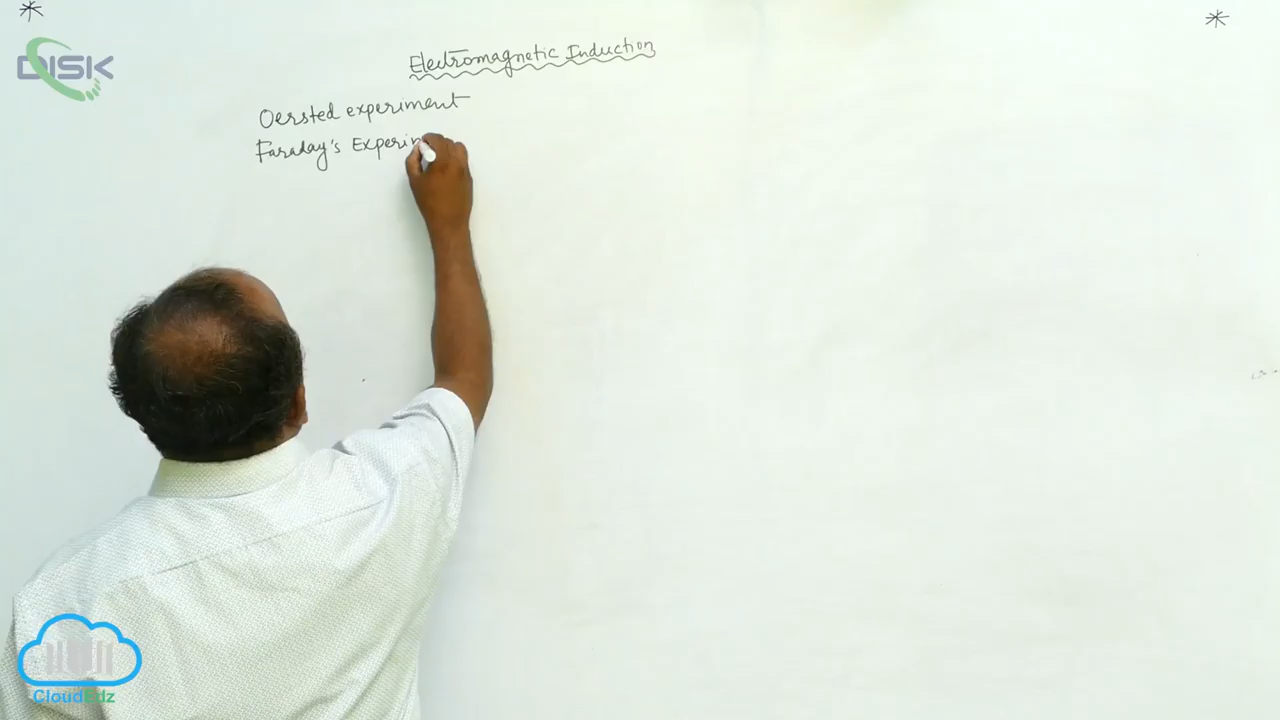 DISK
Electromagnetic Induction
Oersted experiment
Faraday's Experim
CloudEdz